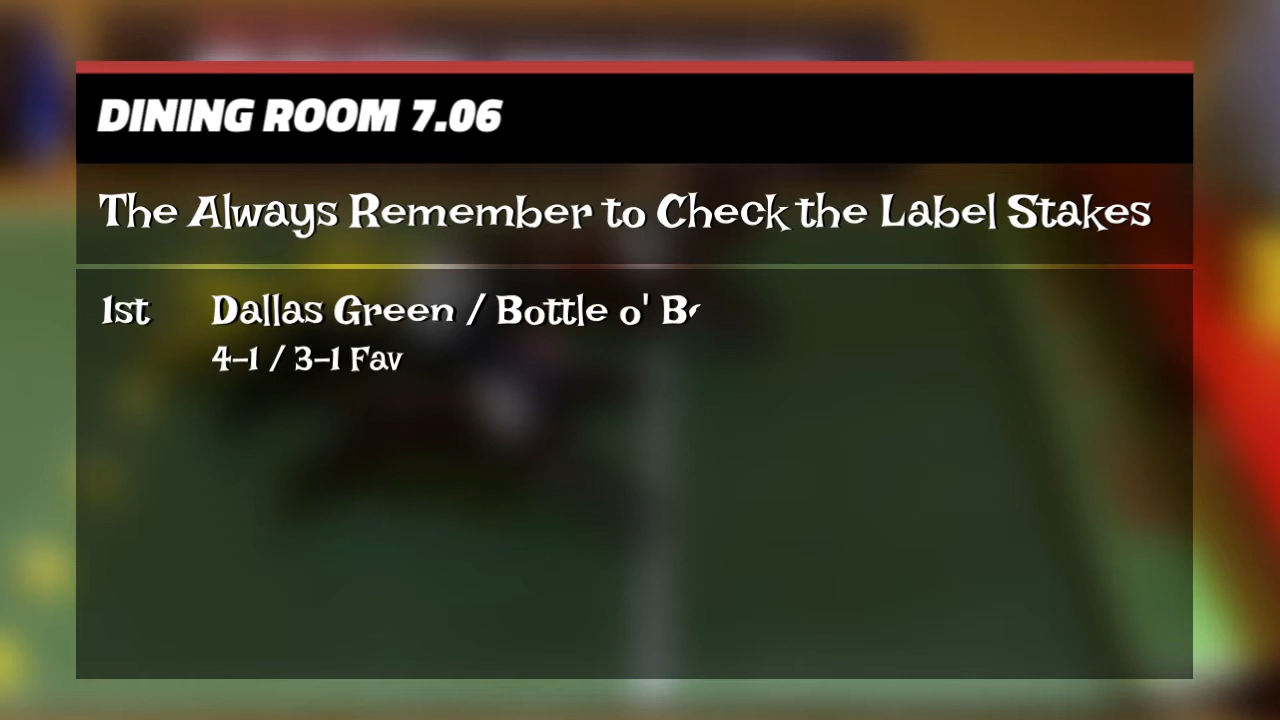 DINING ROOM 7.06
The Always Remember to Check the Label Stakes
1st Dallas Green / Bottle o'
4-1 / 3-1 Fav